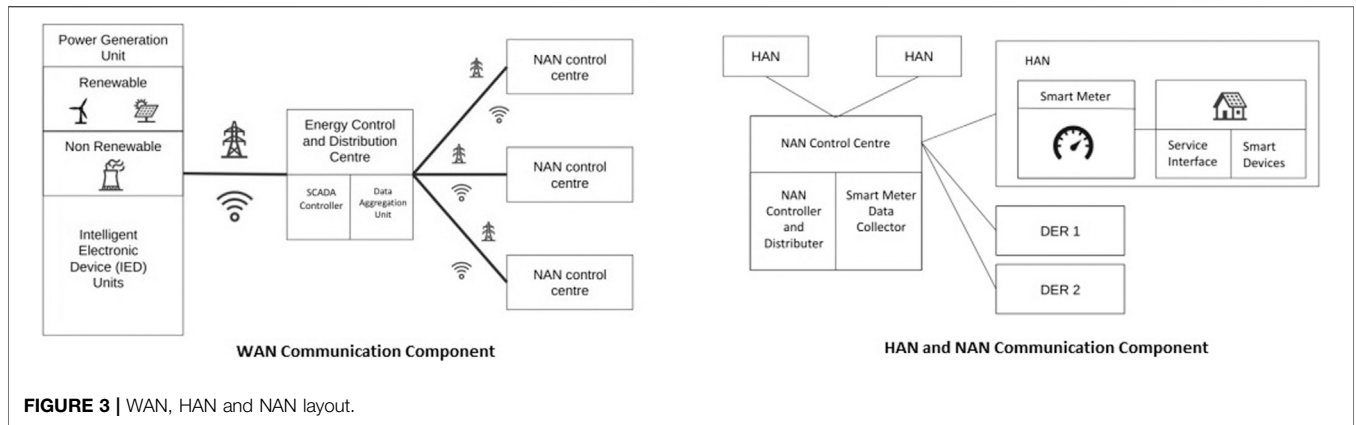 Power Generation
Unit
Renewable
Non Renewable
Intelligent
Electronic
Device (IED)
Units
Energy Control
and Distribution
Centre
SCADA
Controller
Data
Aggregation
Unit
NAN control
centre
NAN control
centre
NAN control
centre
WAN Communication Component
HAN
HAN
NAN Control Centre
NAN
Controller
and
Distributer
Smart Meter
Data
Collector
HAN
Smart Meter
Service
Interface
Smart
Devices
DER 1
DER 2
HAN and NAN Communication Component
FIGURE 3 | WAN, HAN and NAN layout.